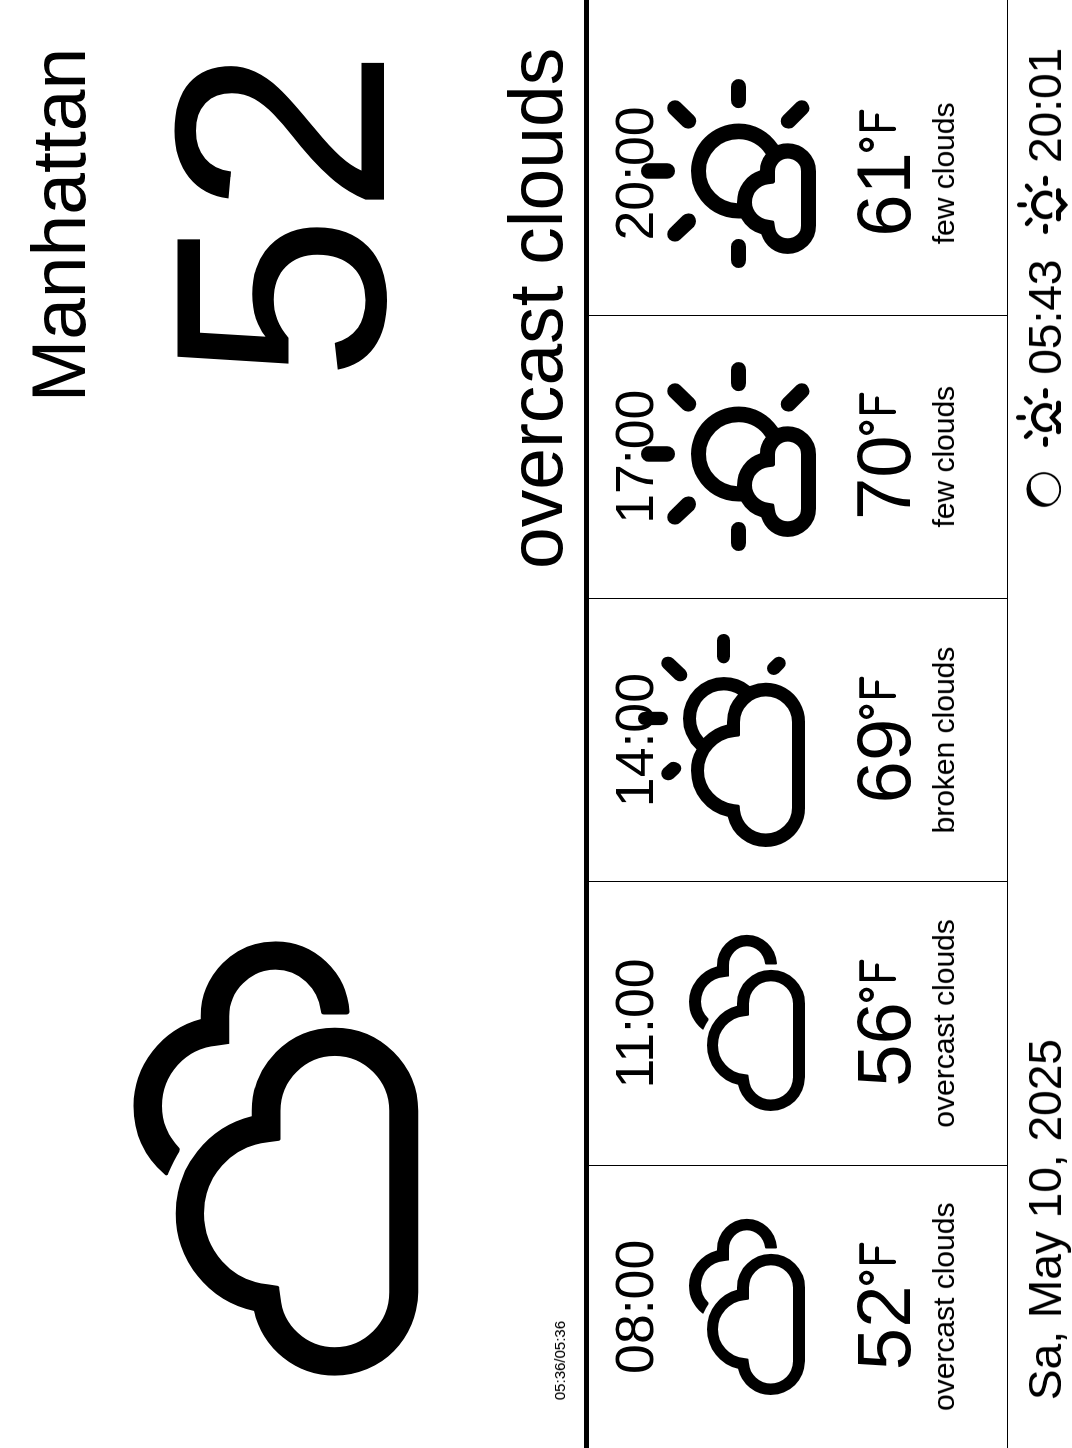 Manhattan
52
overcast clouds
05:36/05:36
08:00 11:00 14:00 17:00 20:00
52°F 56°F 69°F 70°F 61°F
overcast clouds overcast clouds broken clouds few clouds few clouds
Sa, May 10, 2025 05:43 20:01